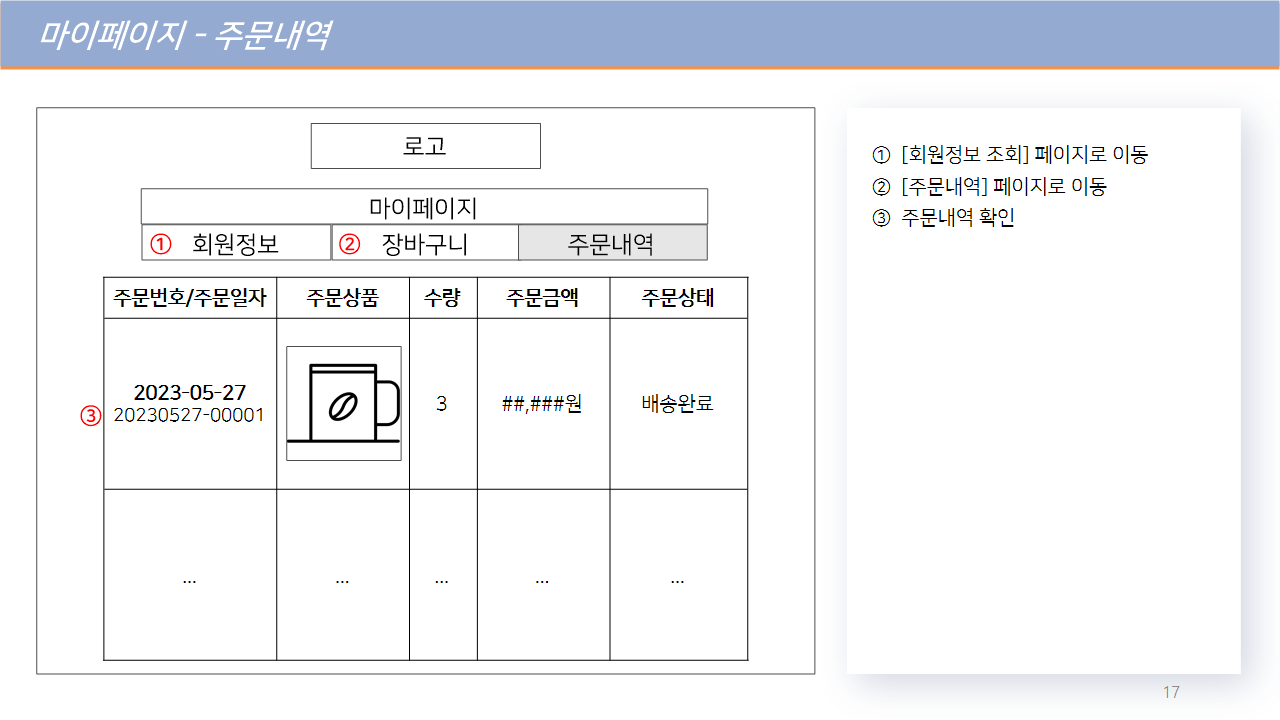 마이페이지 - 주문내역
로고
마이페이지
① 회원정보 ② 장바구니 주문내역
주문번호/주문일자 주문상품 수량 주문금액 주문상태
2023-05-27
20230527-00001
3 ##,###원 배송완료
③
... ... ... ... ...
① [회원정보 조회] 페이지로 이동
② [주문내역] 페이지로 이동
③ 주문내역 확인
17